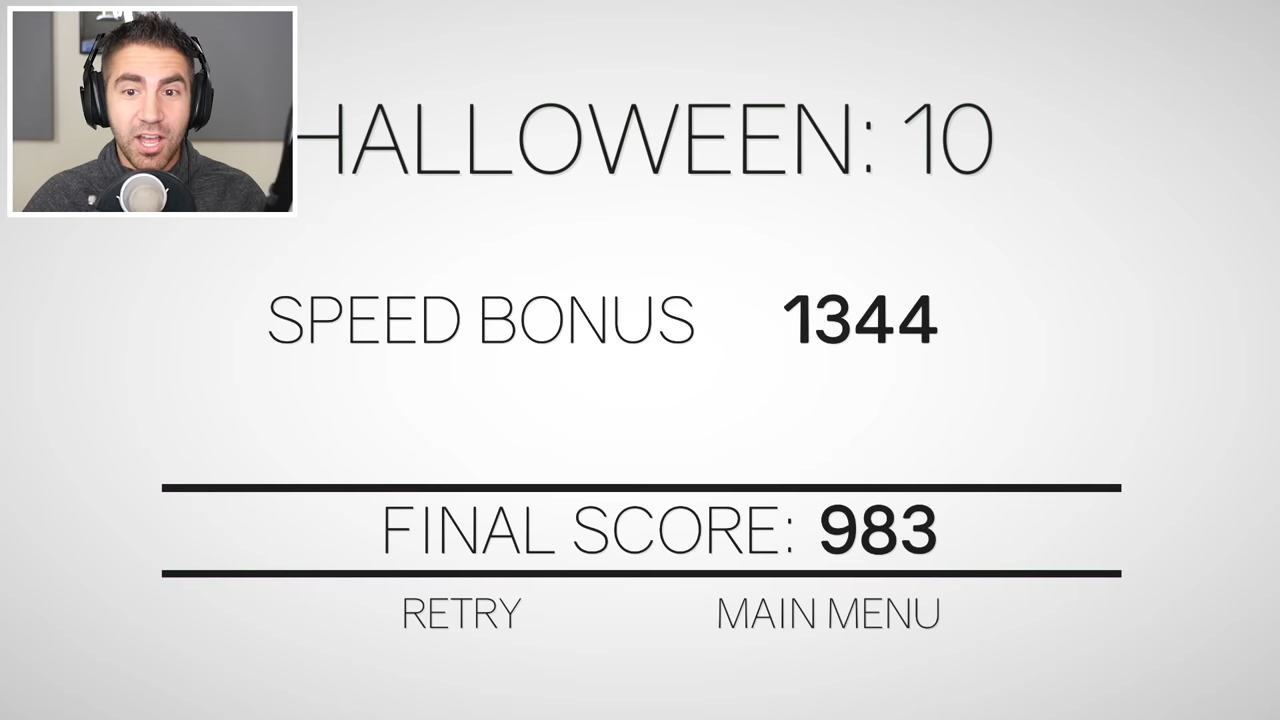 HALLOWEEN: 10
SPEED BONUS 1344
FINAL SCORE: 983
RETRY MAIN MENU